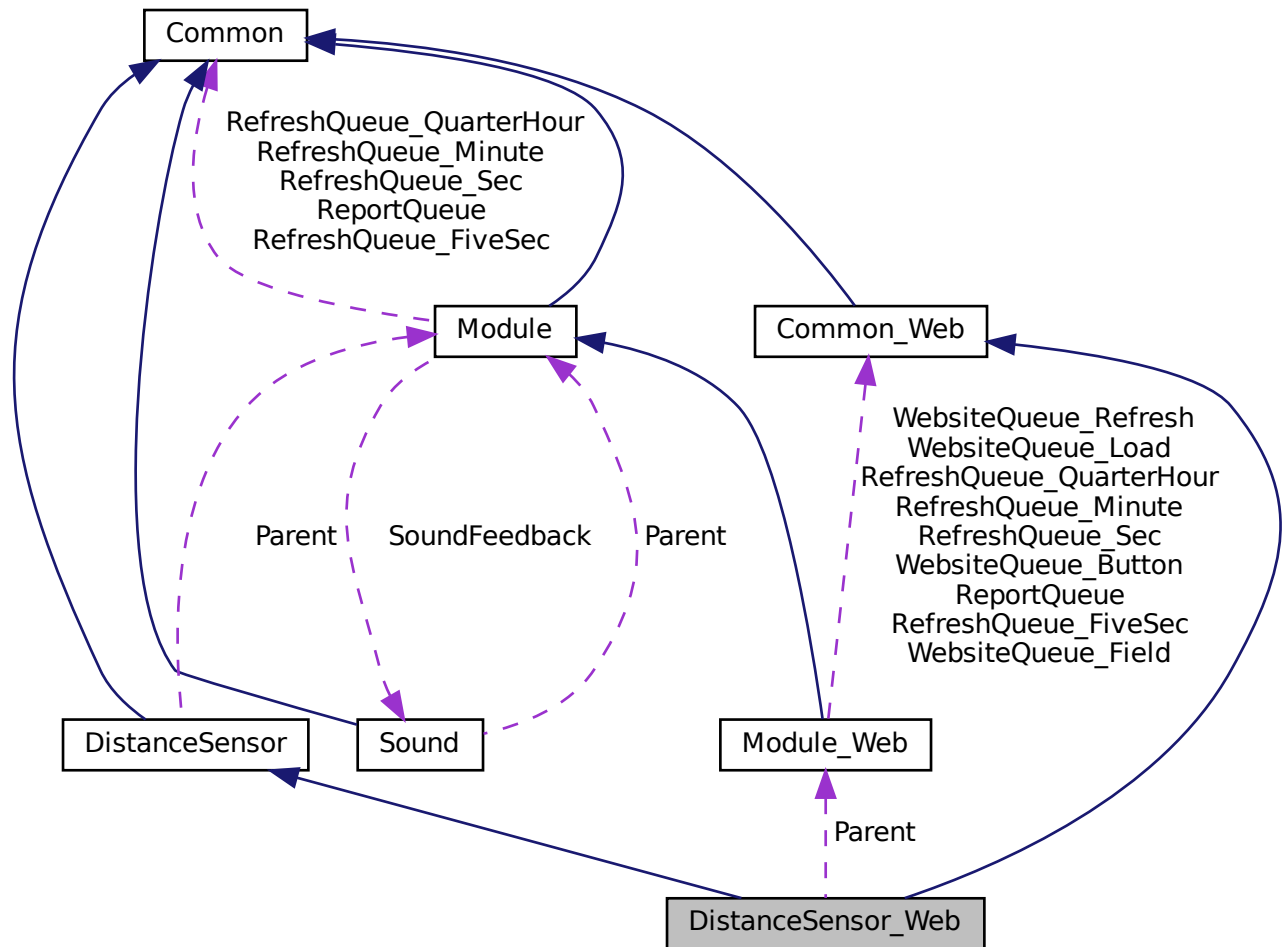 Common
RefreshQueue_QuarterHour
RefreshQueue_Minute
RefreshQueue_Sec
ReportQueue
RefreshQueue_FiveSec
Module
Common_Web
WebsiteQueue_Refresh
WebsiteQueue_Load
RefreshQueue_QuarterHour
RefreshQueue_Minute
RefreshQueue_Sec
WebsiteQueue_Button
ReportQueue
RefreshQueue_FiveSec
WebsiteQueue_Field
Parent
SoundFeedback
Parent
DistanceSensor
Sound
Module_Web
Parent
DistanceSensor_Web